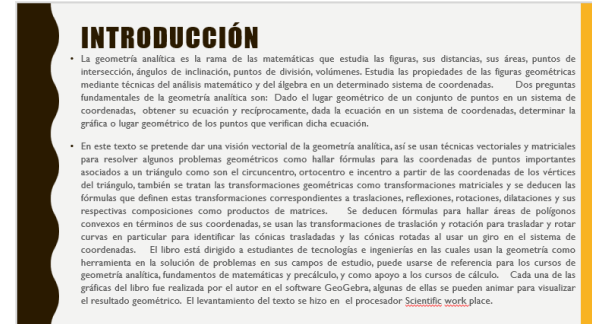 INTRODUCCIÓN
• La geometría analítica es la rama de las matemáticas que estudia las figuras, sus distancias, sus áreas, puntos de
intersección, ángulos de inclinación, puntos de división, volúmenes. Estudia las propiedades de las figuras geométricas
mediante técnicas del análisis matemático y del álgebra en un determinado sistema de coordenadas. Dos preguntas
fundamentales de la geometría analítica son: Dado el lugar geométrico de un conjunto de puntos en un sistema de
coordenadas, obtener su ecuación y recíprocamente, dada la ecuación en un sistema de coordenadas, determinar la
gráfica o lugar geométrico de los puntos que verifican dicha ecuación.
• En este texto se pretende dar una visión vectorial de la geometría analítica, así se usan técnicas vectoriales y matriciales
para resolver algunos problemas geométricos como hallar fórmulas para las coordenadas de puntos importantes
asociados a un triángulo como son el circuncentro, ortocentro e incentro a partir de las coordenadas de los vértices
del triángulo, también se tratan las transformaciones geométricas como transformaciones matriciales y se deducen las
fórmulas que definen estas transformaciones correspondientes a traslaciones, reflexiones, rotaciones, dilataciones y sus
respectivas composiciones como productos de matrices. Se deducen fórmulas para hallar áreas de polígonos
convexos en términos de sus coordenadas, se usan las transformaciones de traslación y rotación para trasladar y rotar
curvas en particular para identificar las cónicas trasladadas y las cónicas rotadas al usar un giro en el sistema de
coordenadas. El libro está dirigido a estudiantes de tecnologías e ingenierías en las cuales usan la geometría como
herramienta en la solución de problemas en sus campos de estudio, puede usarse de referencia para los cursos de
geometría analítica, fundamentos de matemáticas y precálculo, y como apoyo a los cursos de cálculo. Cada una de las
gráficas del libro fue realizada por el autor en el software GeoGebra, algunas de ellas se pueden animar para visualizar
el resultado geométrico. El levantamiento del texto se hizo en el procesador Scientific work place.